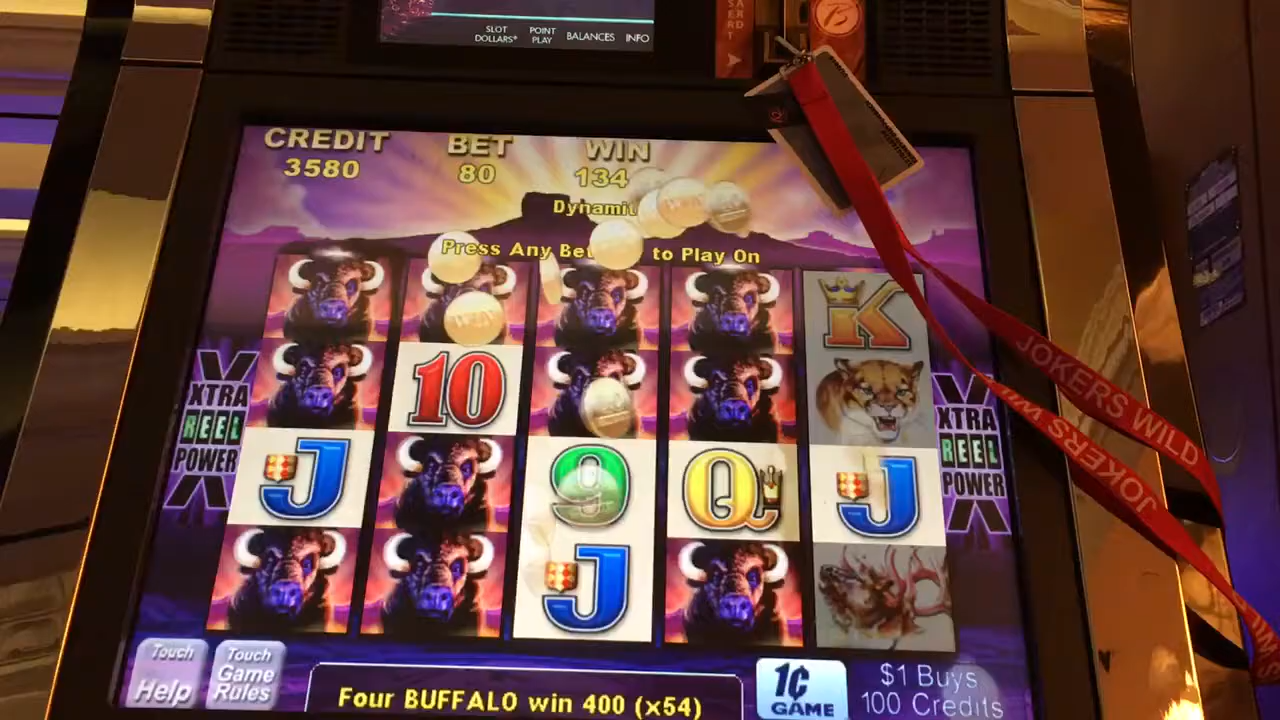 SLOT DOLLARS*
POINT PLAY
BALANCES
INFO
CREDIT
BET
WIN
3580
80
134
Press Any Bet
to Play On
K
10
J
9
Q
J
J
XTRA
REEL
POWER
XTRA
REEL
POWER
JOKERS WILD
JOKERS
Touch
Help
Touch
Game
Rules
Four BUFFALO win 400 (x54)
1¢
GAME
$1 Buys
100 Credits